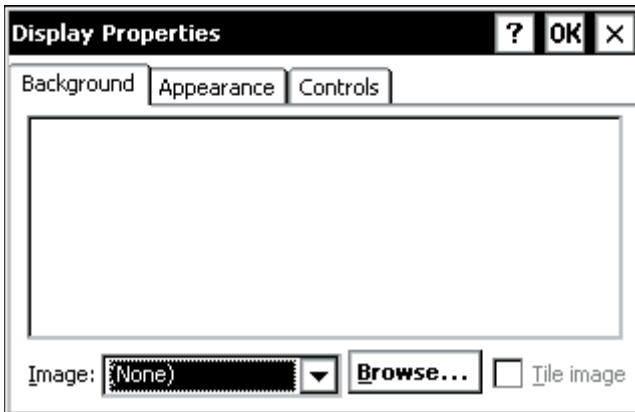 Display Properties ? OK ×
Background Appearance Controls
Image: (None) Browse... Tile image